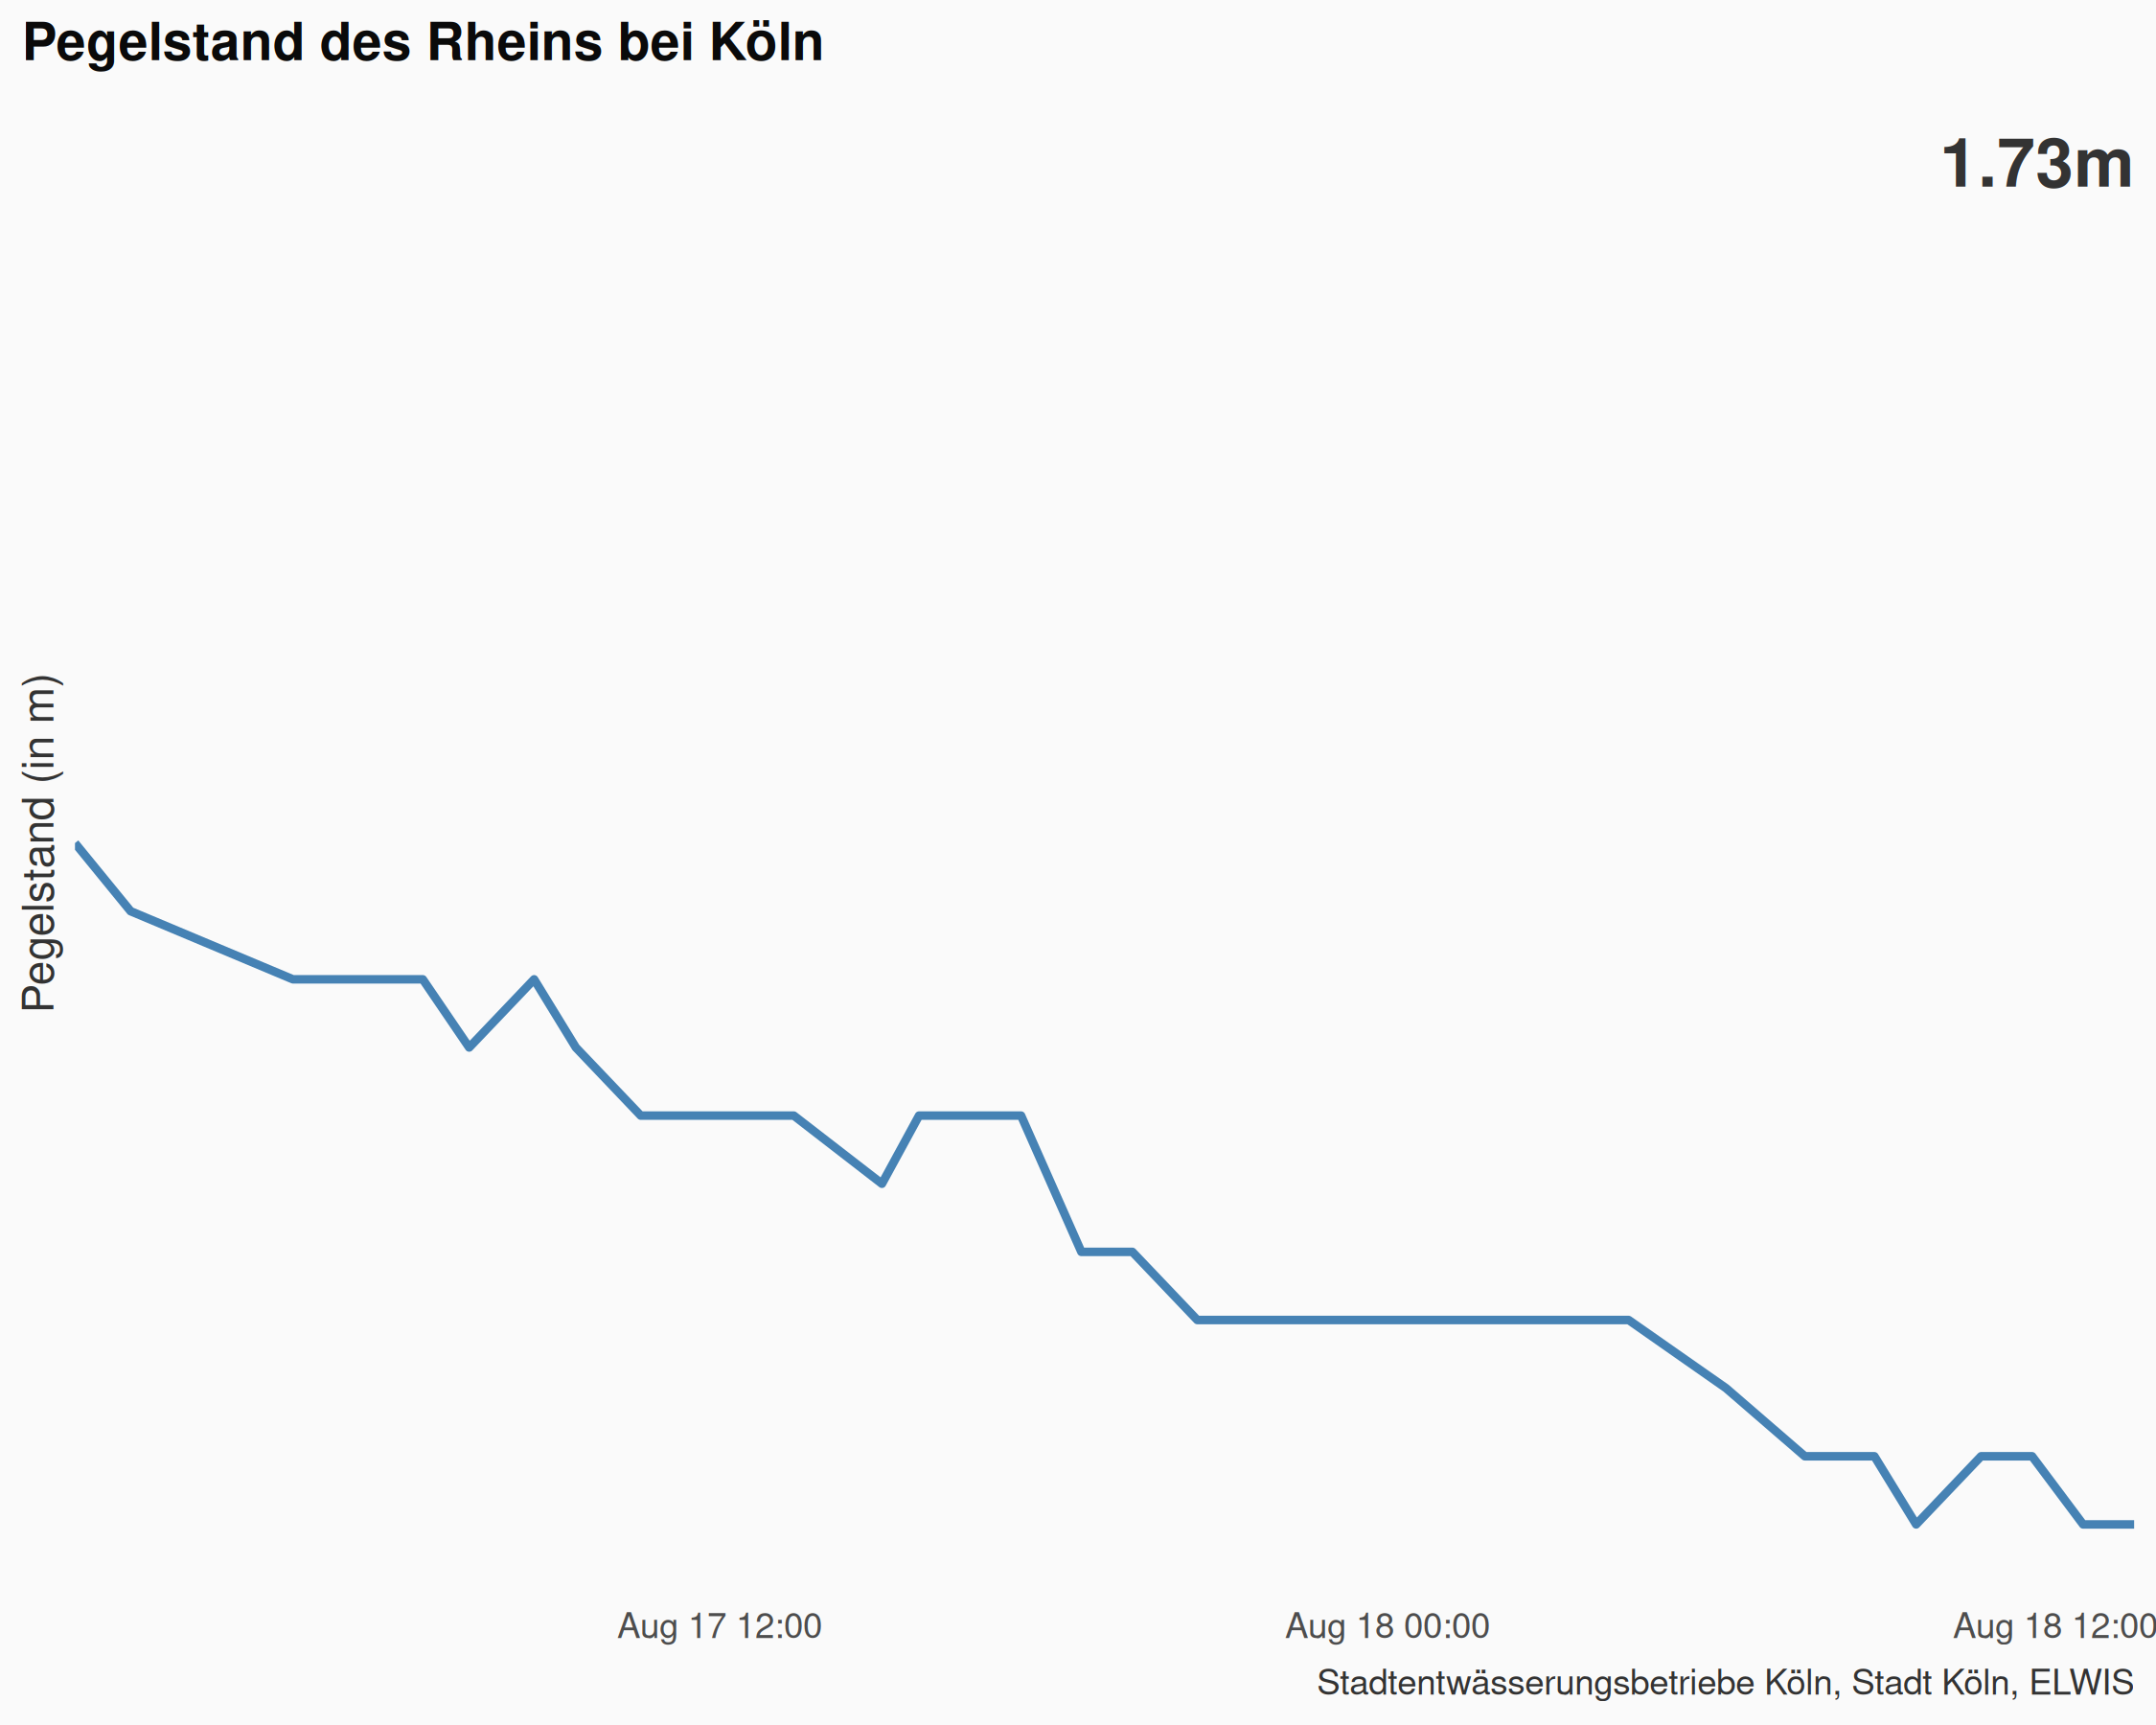 Pegelstand des Rheins bei Köln
1.73m
Pegelstand (in m)
Aug 17 12:00
Aug 18 00:00
Aug 18 12:00
Stadtentwässerungsbetriebe Köln, Stadt Köln, ELWIS